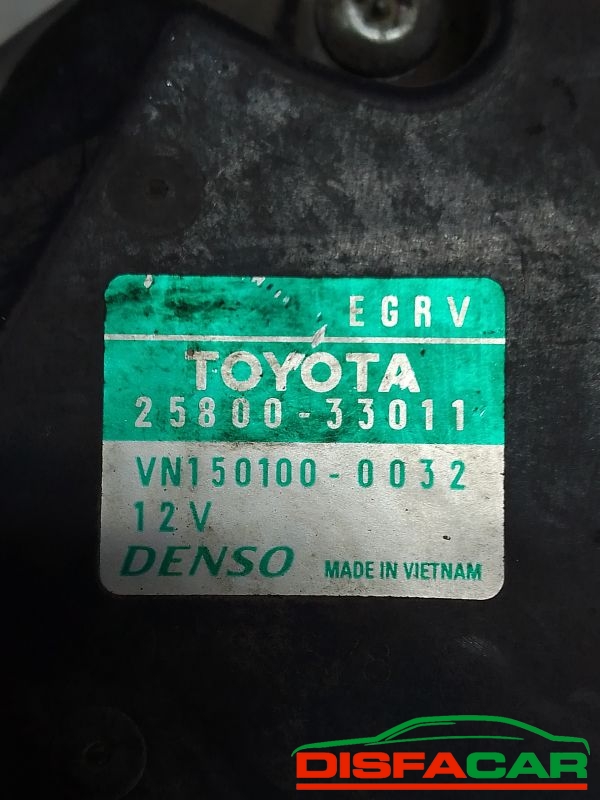 EGRV
TOYOTA
25800-33011
VN150100-0032
12V
DENSO MADE IN VIETNAM
DISFACAR